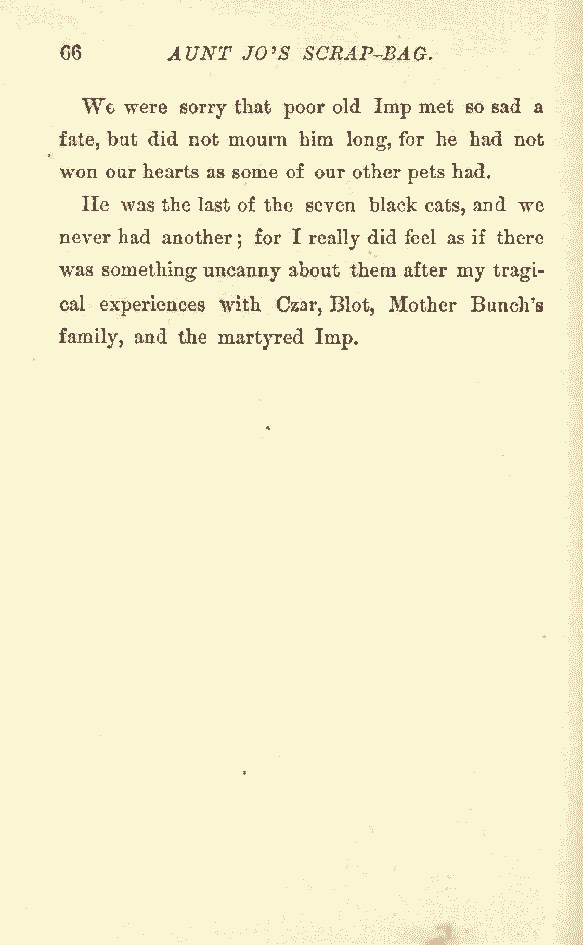 66 AUNT JO'S SCRAP-BAG.
We were sorry that poor old Imp met so sad a
fate, but did not mourn him long, for he had not
won our hearts as some of our other pets had.
He was the last of the seven black cats, and we
never had another; for I really did feel as if there
was something uncanny about them after my tragi-
cal experiences with Czar, Blot, Mother Bunch's
family, and the martyred Imp.